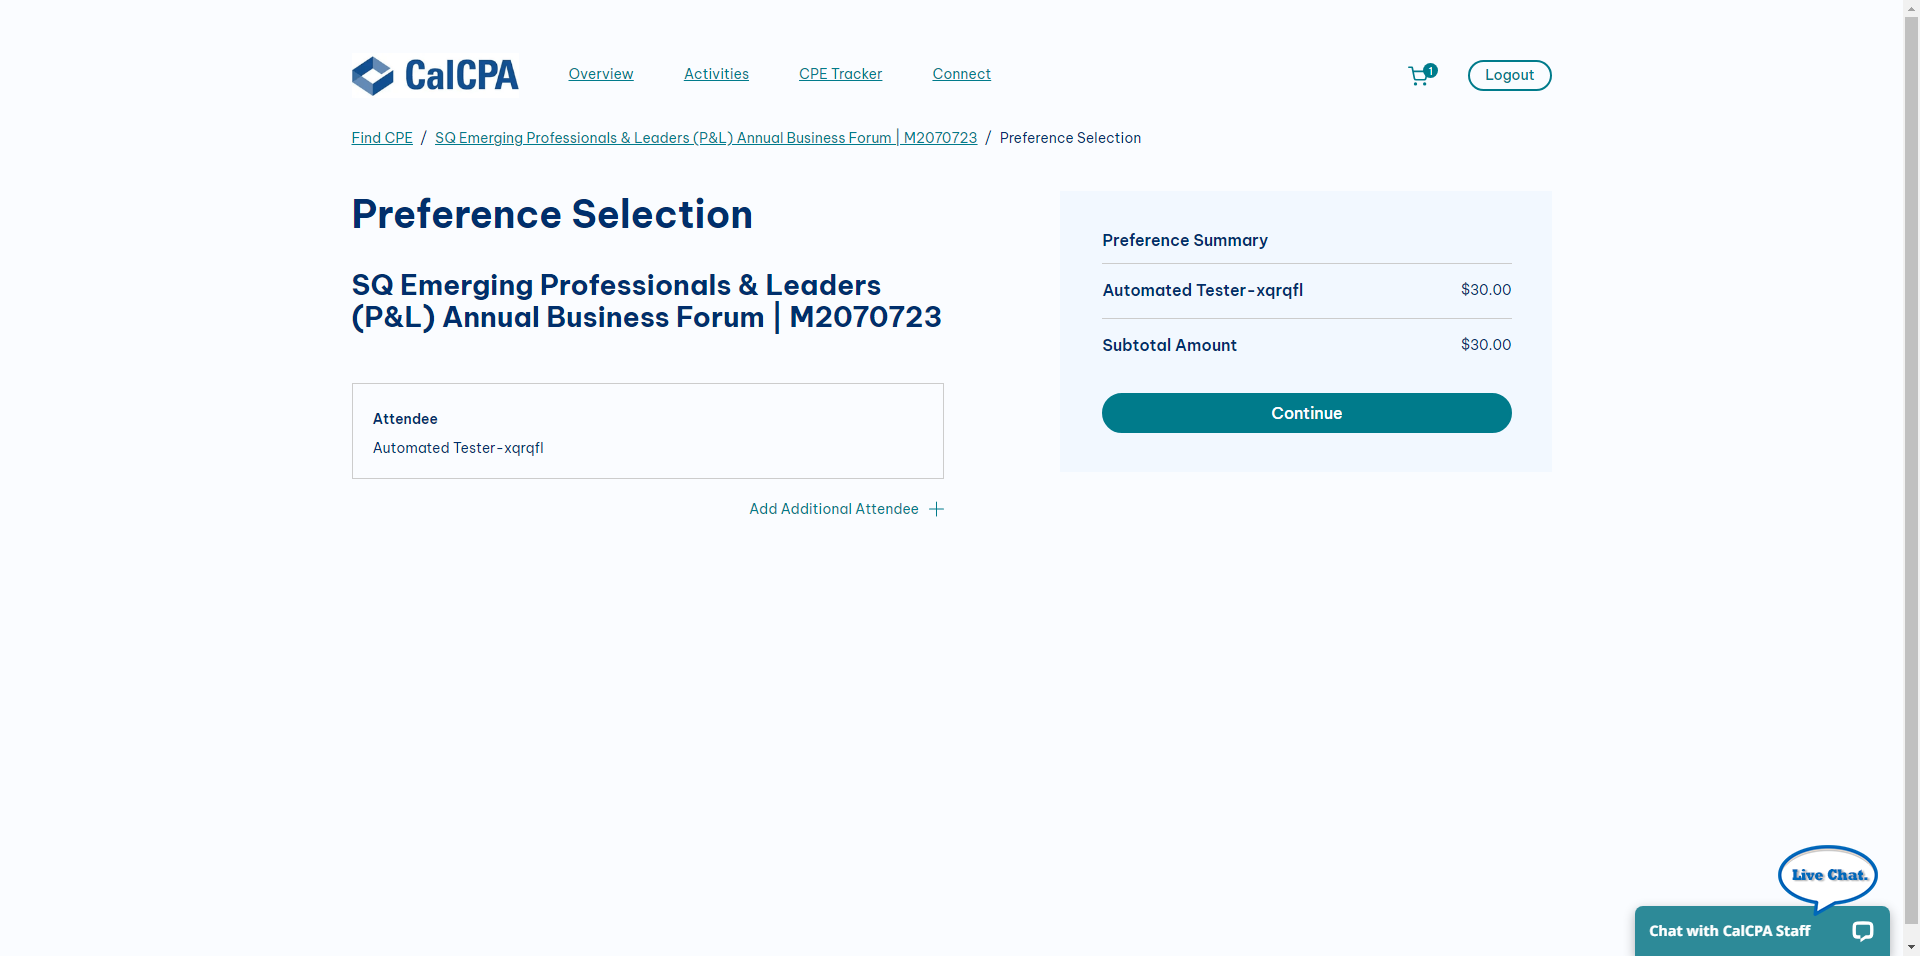 CalCPA
Overview
Activities
CPE Tracker
Connect
1
Logout
Find CPE / SQ Emerging Professionals & Leaders (P&L) Annual Business Forum | M2070723 / Preference Selection
Preference Selection
SQ Emerging Professionals & Leaders
(P&L) Annual Business Forum | M2070723
Attendee
Automated Tester-xqrqfl
Add Additional Attendee
Preference Summary
Automated Tester-xqrqfl $30.00
Subtotal Amount $30.00
Continue
Live Chat.
Chat with CalCPA Staff